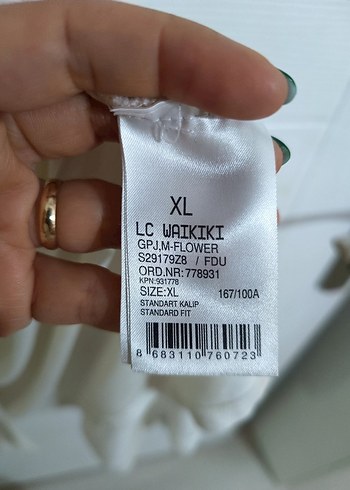 XL
LC WAIKIKI
GPJ.M-FLOWER
S29179Z8 / FDU
ORD.NR:778931
KPN:931778
SIZE:XL 167/100A
STANDART KALIP
STANDARD FIT
8 683110 760723